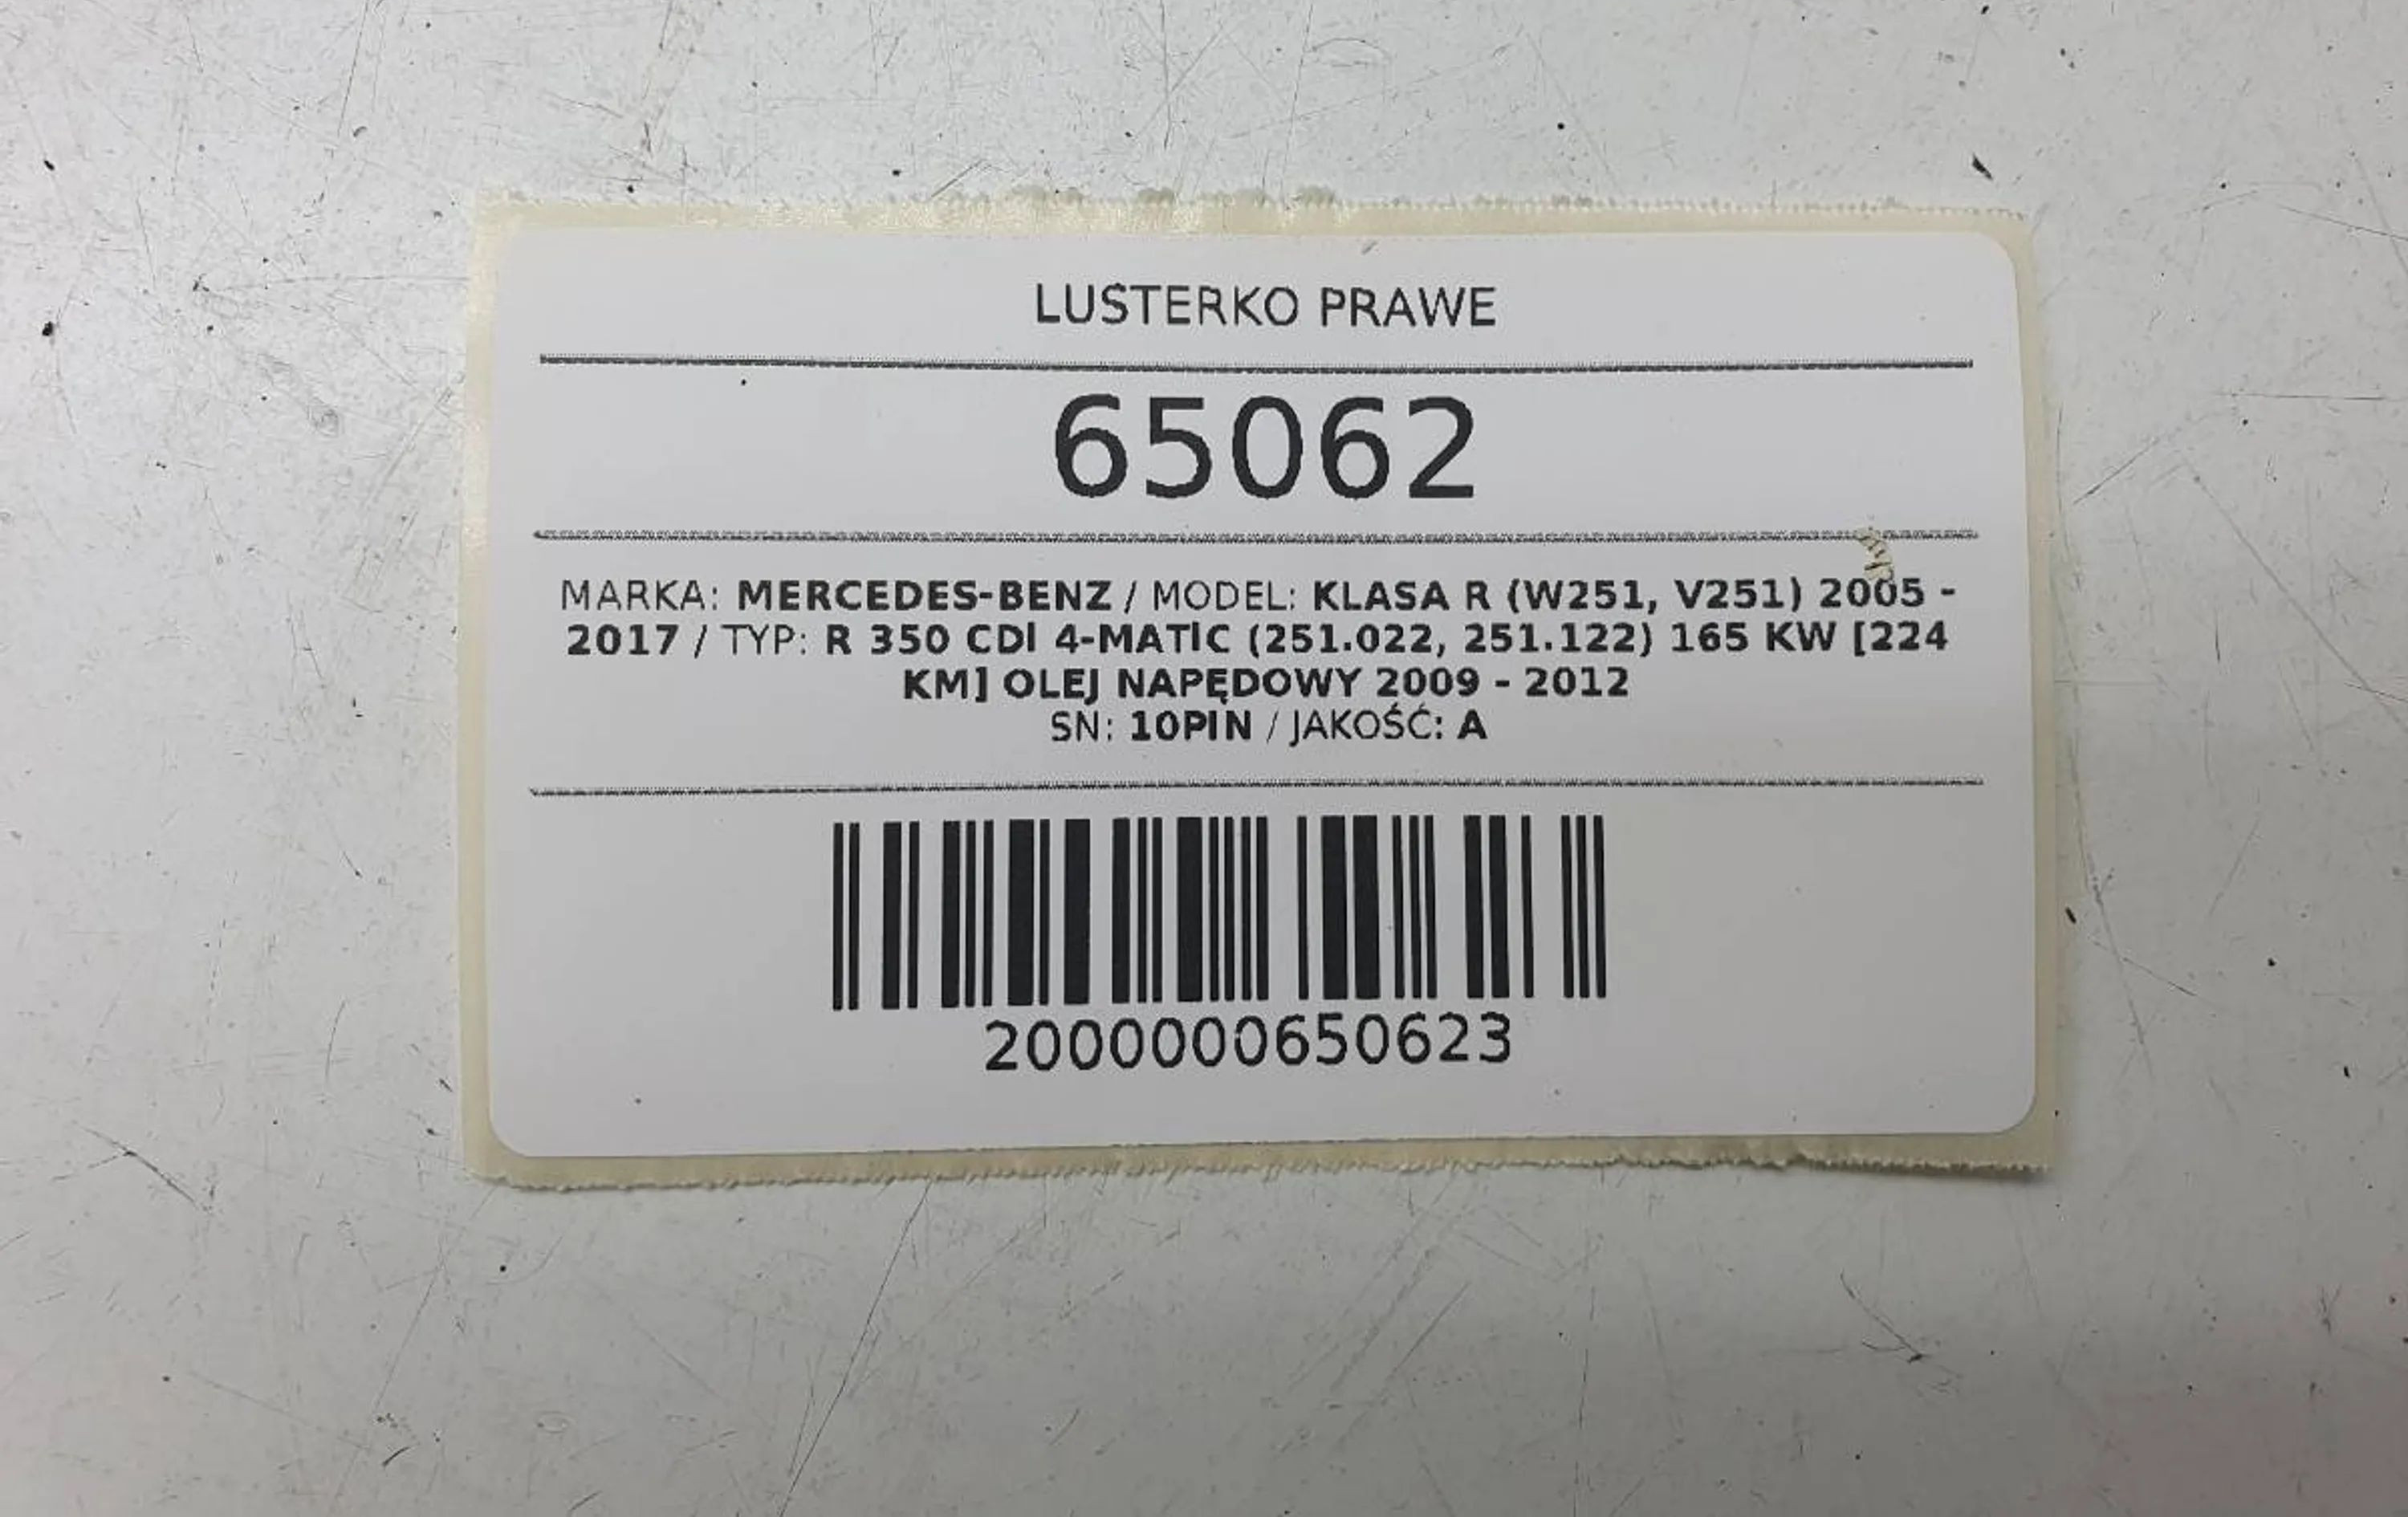 LUSTERKO PRAWE
65062
MARKA: MERCEDES-BENZ / MODEL: KLASA R (W251, V251) 2005 -
2017 / TYP: R 350 CDI 4-MATIC (251.022, 251.122) 165 KW [224
KM] OLEJ NAPĘDOWY 2009 - 2012
SN: 10PIN / JAKOŚĆ: A
2000000650623